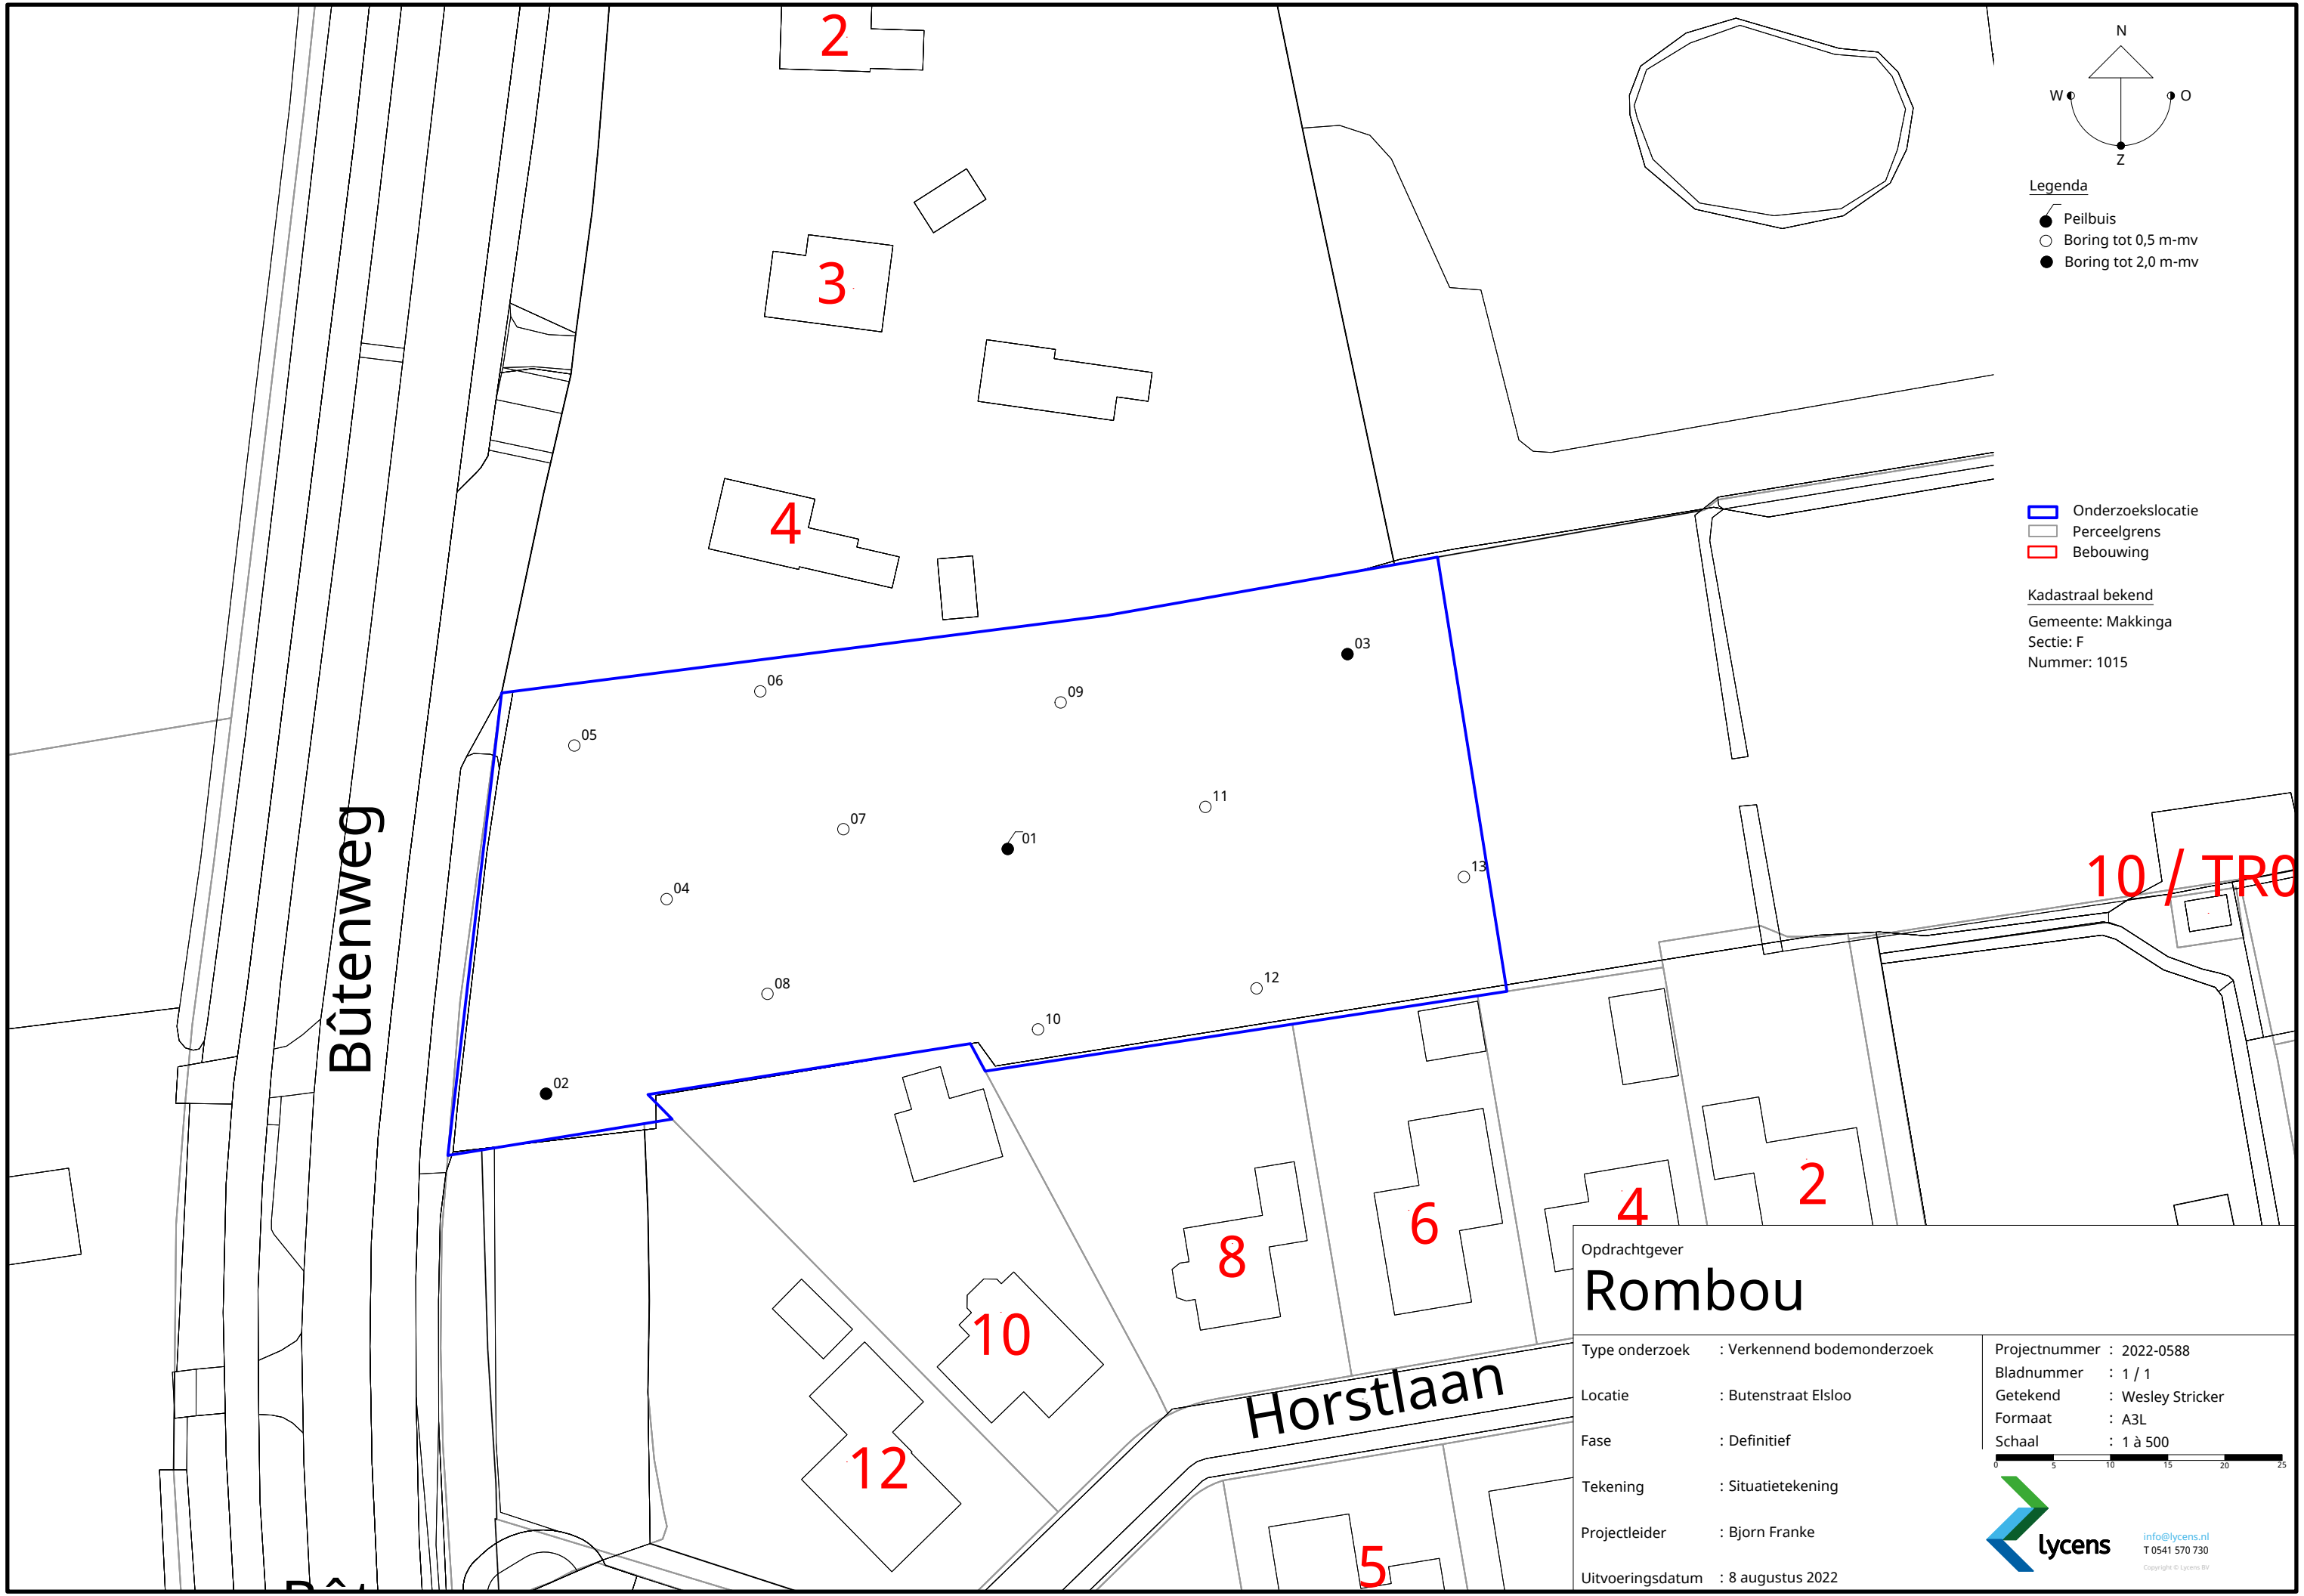 2
N
W
O
Z
Legenda
Peilbuis
Boring tot 0,5 m-mv
Boring tot 2,0 m-mv
3
4
Onderzoekslocatie
Perceelgrens
Bebouwing
Kadastraal bekend
Gemeente: Makkinga
Sectie: F
Nummer: 1015
03
06
09
05
11
07
01
13
04
10 / TR0
08
12
10
02
Bûtenweg
2
4
6
8
10
12
5
Horstlaan
Opdrachtgever
Rombou
Type onderzoek : Verkennend bodemonderzoek
Locatie : Butenstraat Elsloo
Fase : Definitief
Tekening : Situatietekening
Projectleider : Bjorn Franke
Uitvoeringsdatum : 8 augustus 2022
Projectnummer : 2022-0588
Bladnummer : 1 / 1
Getekend : Wesley Stricker
Formaat : A3L
Schaal : 1 à 500
0 5 10 15 20 25
lycens
info@lycens.nl
T 0541 570 730
Copyright © Lycens BV